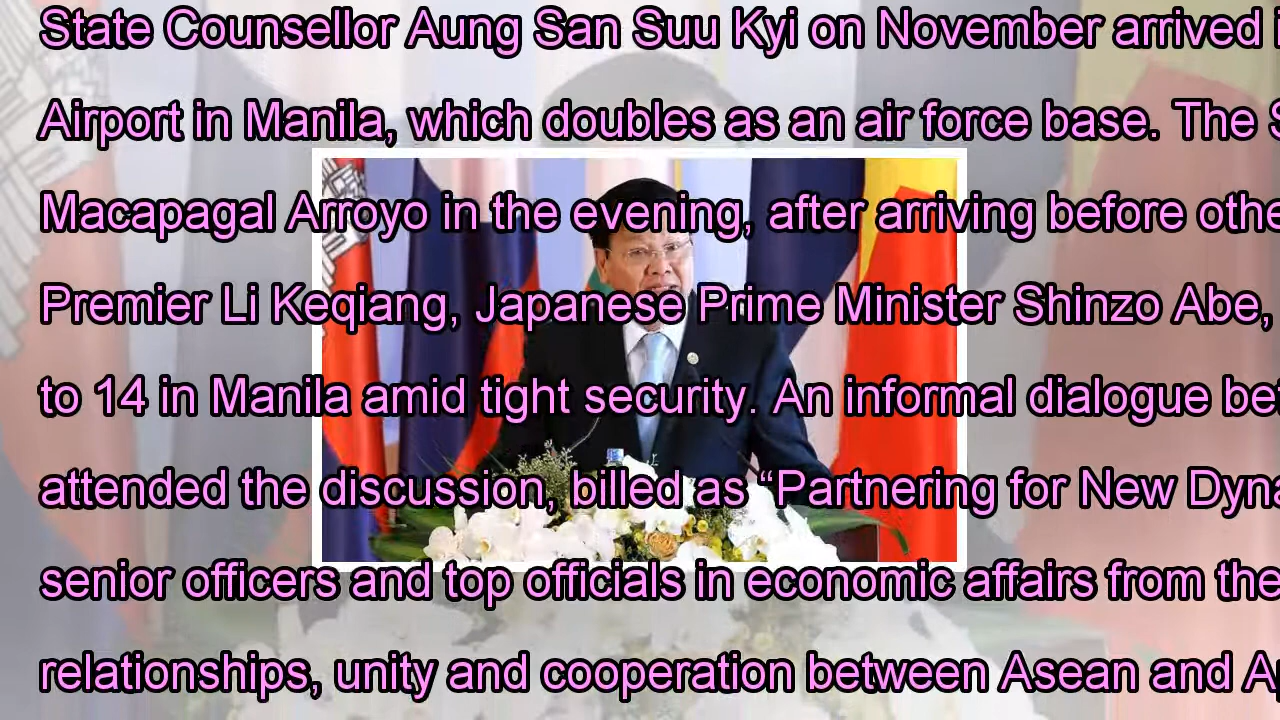 State Counsellor Aung San Suu Kyi on November arrived
Airport in Manila, which doubles as an air force base. The
Macapagal Arroyo in the evening, after arriving before
Premier Li Keqiang, Japanese Prime Minister Shinzo Abe,
to 14 in Manila amid tight security. An informal dialogue
attended the discussion, billed as “Partnering for New
senior officers and top officials in economic affairs from the
relationships, unity and cooperation between Asean and